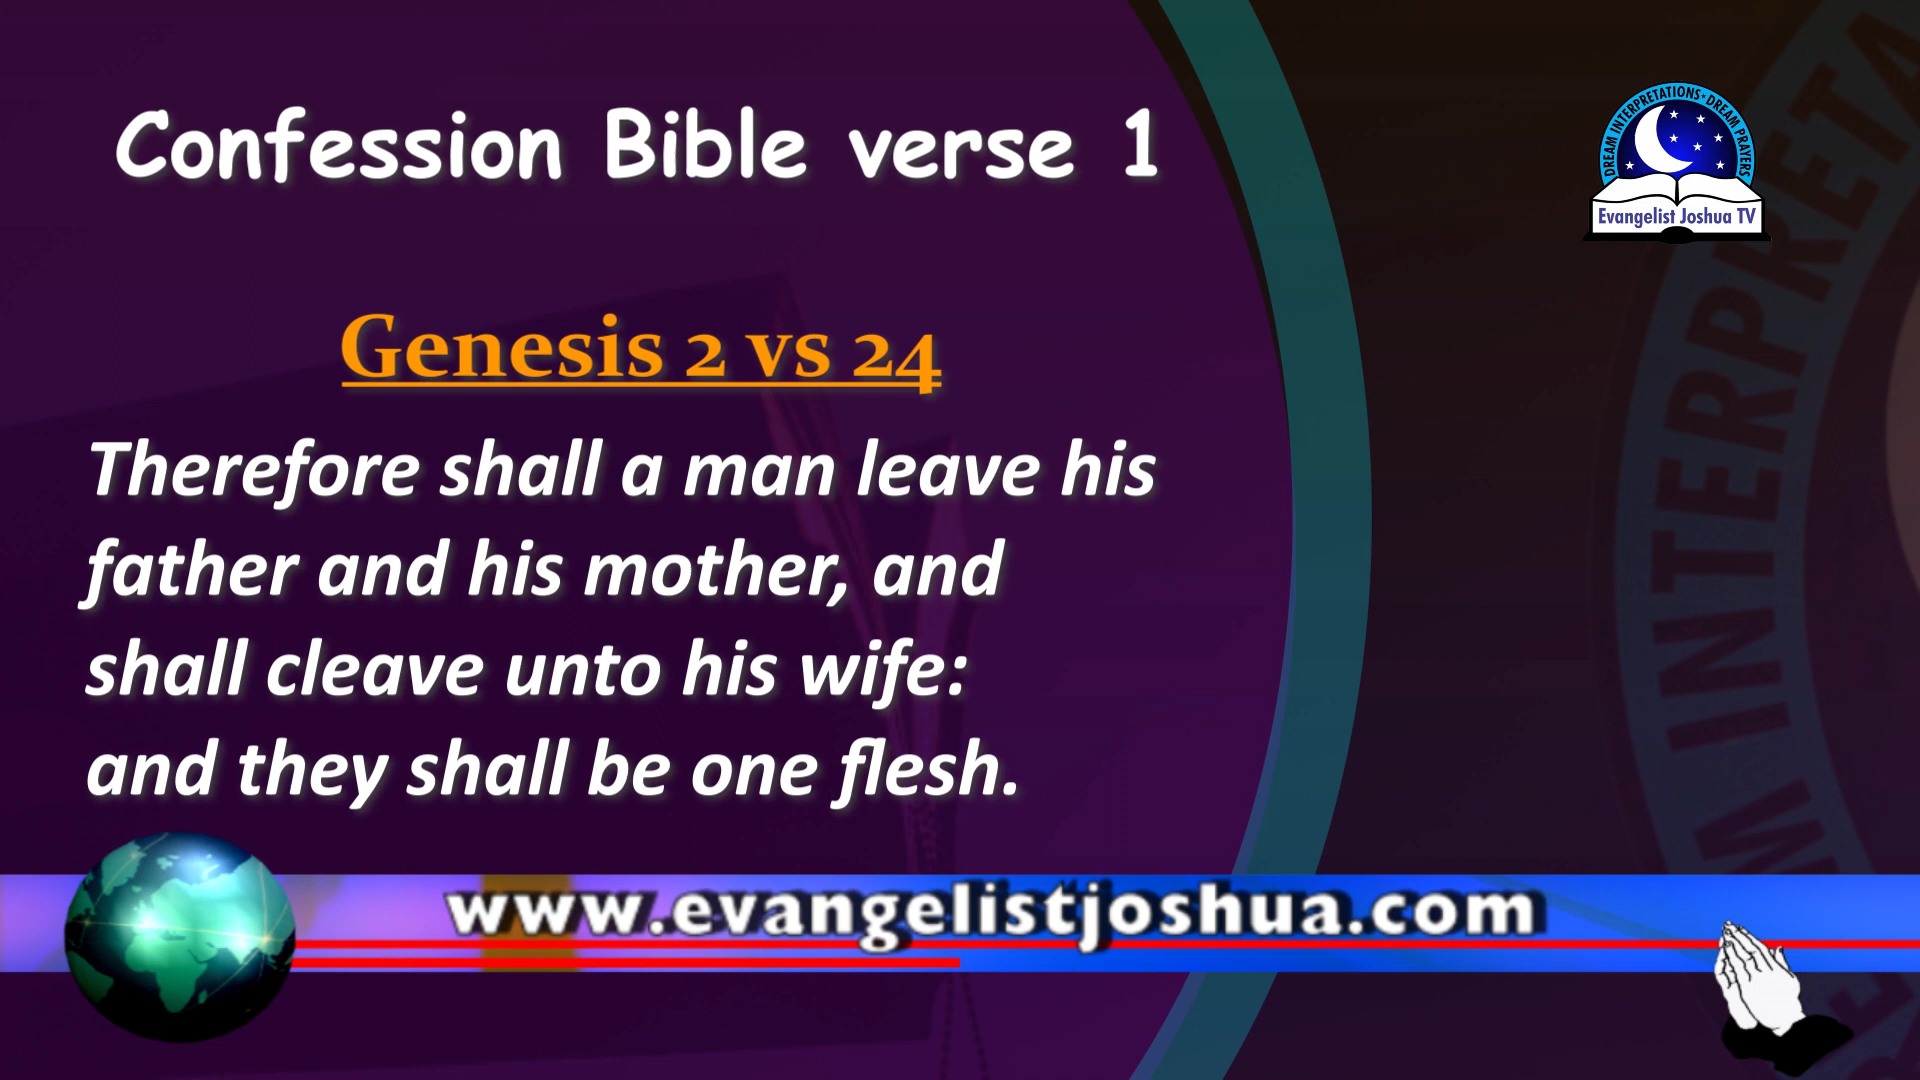 Confession Bible verse 1
DREAM INTERPRETATIONS • DREAM PRAYERS
Evangelist Joshua TV
Genesis 2 vs 24
Therefore shall a man leave his
father and his mother, and
shall cleave unto his wife:
and they shall be one flesh.
www.evangelistjoshua.com